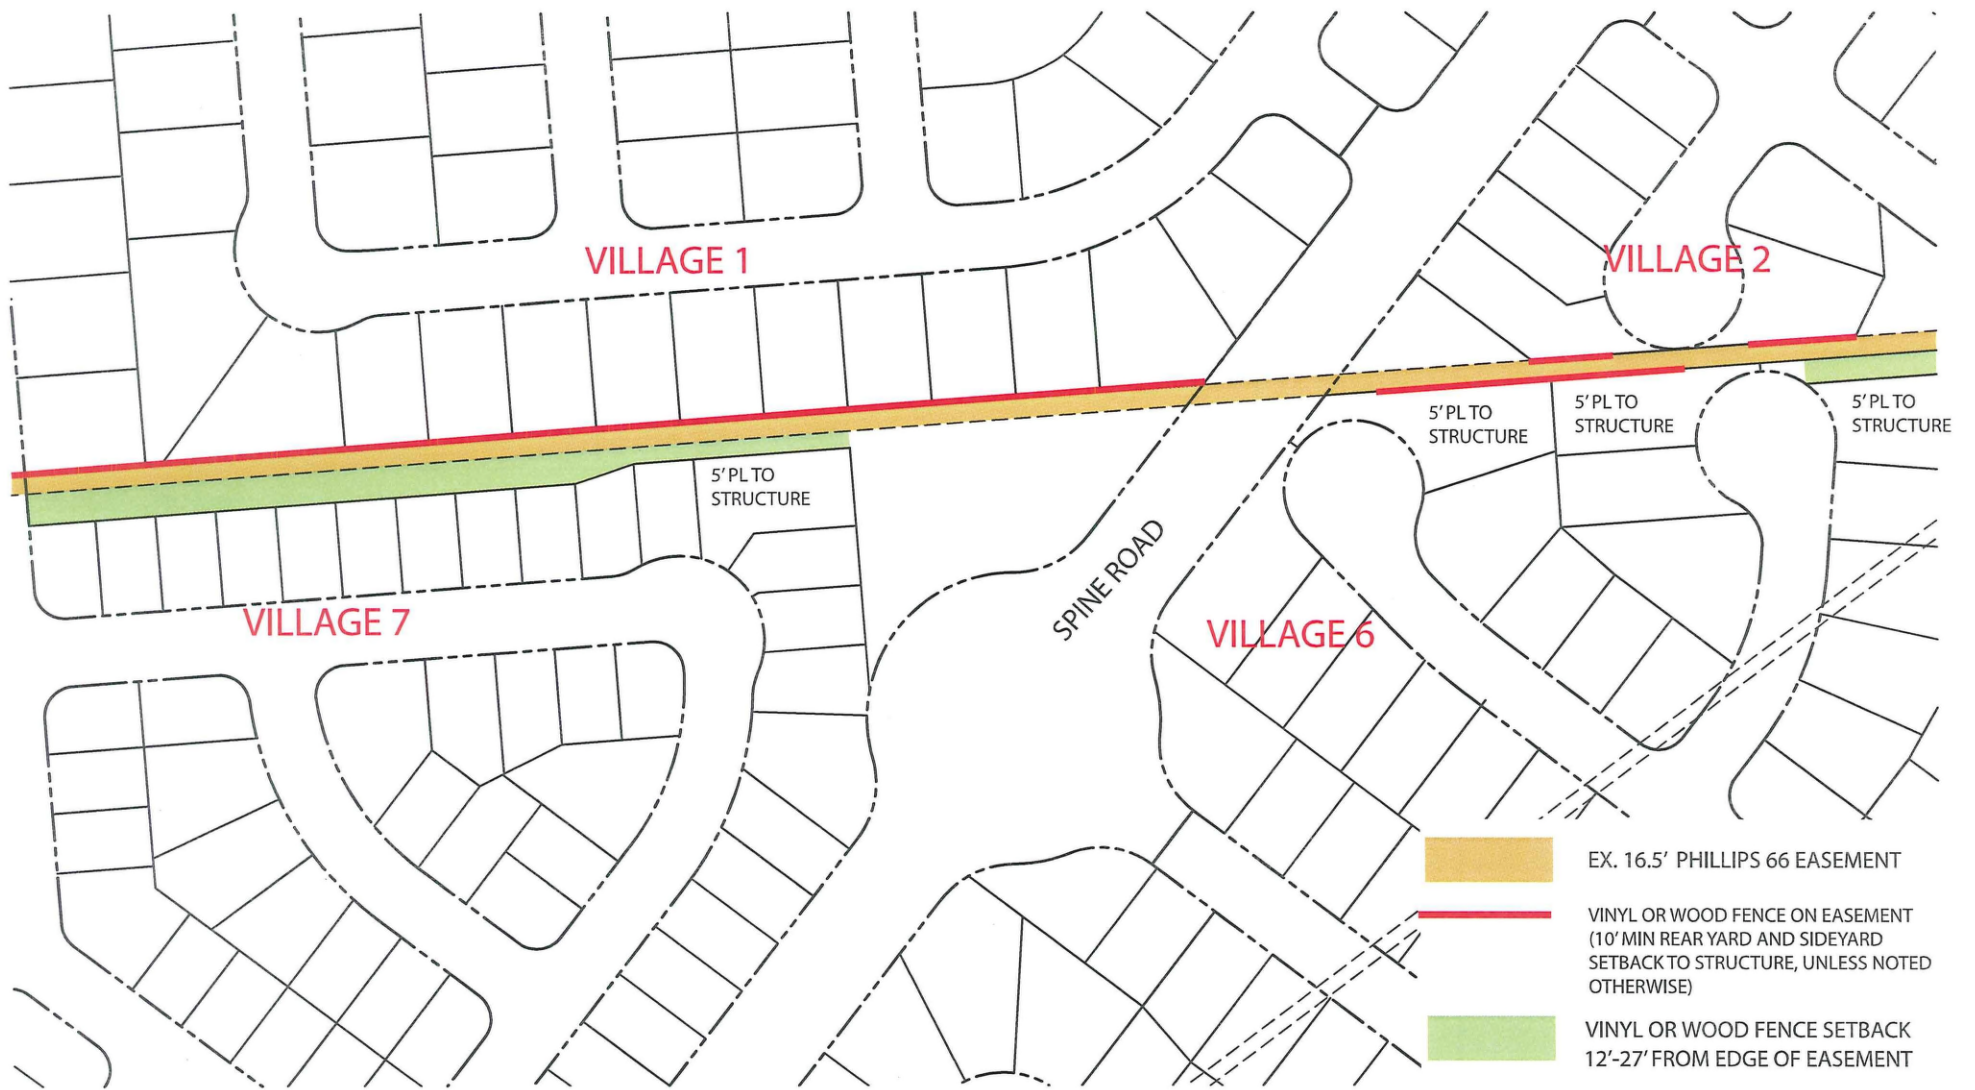 VILLAGE 1
VILLAGE 2
5' PL TO
STRUCTURE
5' PL TO
STRUCTURE
5' PL TO
STRUCTURE
5' PL TO
STRUCTURE
SPINE ROAD
VILLAGE 7
VILLAGE 6
EX. 16.5' PHILLIPS 66 EASEMENT
VINYL OR WOOD FENCE ON EASEMENT
(10' MIN REAR YARD AND SIDEYARD
SETBACK TO STRUCTURE, UNLESS NOTED
OTHERWISE)
VINYL OR WOOD FENCE SETBACK
12'-27' FROM EDGE OF EASEMENT